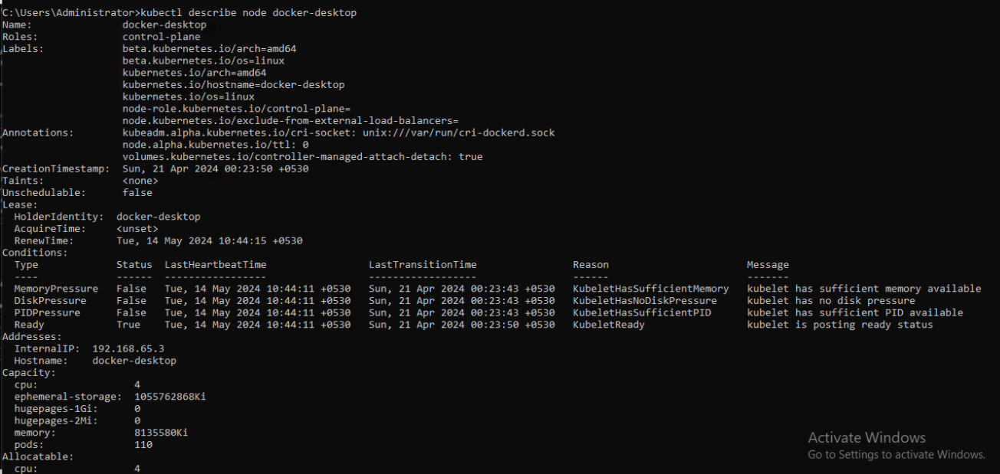 C:\Users\Administrator>kubectl describe node docker-desktop
Name:               docker-desktop
Roles:              control-plane
Labels:             beta.kubernetes.io/arch=amd64
                    beta.kubernetes.io/os=linux
                    kubernetes.io/arch=amd64
                    kubernetes.io/hostname=docker-desktop
                    kubernetes.io/os=linux
                    node-role.kubernetes.io/control-plane=
                    node.kubernetes.io/exclude-from-external-load-balancers=
Annotations:        kubeadm.alpha.kubernetes.io/cri-socket: unix:///var/run/cri-dockerd.sock
                    node.alpha.kubernetes.io/ttl: 0
                    volumes.kubernetes.io/controller-managed-attach-detach: true
CreationTimestamp:  Sun, 21 Apr 2024 00:23:50 +0530
Taints:             <none>
Unschedulable:      false
Lease:
  HolderIdentity:  docker-desktop
  AcquireTime:     <unset>
  RenewTime:       Tue, 14 May 2024 10:44:15 +0530
Conditions:
  Type             Status  LastHeartbeatTime                 LastTransitionTime                Reason                       Message
  ----             ------  -----------------                 ------------------                ------                       -------
  MemoryPressure   False   Tue, 14 May 2024 10:44:11 +0530   Sun, 21 Apr 2024 00:23:43 +0530   KubeletHasSufficientMemory   kubelet has sufficient memory available
  DiskPressure     False   Tue, 14 May 2024 10:44:11 +0530   Sun, 21 Apr 2024 00:23:43 +0530   KubeletHasNoDiskPressure     kubelet has no disk pressure
  PIDPressure      False   Tue, 14 May 2024 10:44:11 +0530   Sun, 21 Apr 2024 00:23:43 +0530   KubeletHasSufficientPID      kubelet has sufficient PID available
  Ready            True    Tue, 14 May 2024 10:44:11 +0530   Sun, 21 Apr 2024 00:23:50 +0530   KubeletReady                 kubelet is posting ready status
Addresses:
  InternalIP:  192.168.65.3
  Hostname:    docker-desktop
Capacity:
  cpu:                4
  ephemeral-storage:  1055762868Ki
  hugepages-1Gi:      0
  hugepages-2Mi:      0
  memory:             8135580Ki
  pods:               110
Allocatable:
  cpu:                4
Activate Windows
Go to Settings to activate Windows.